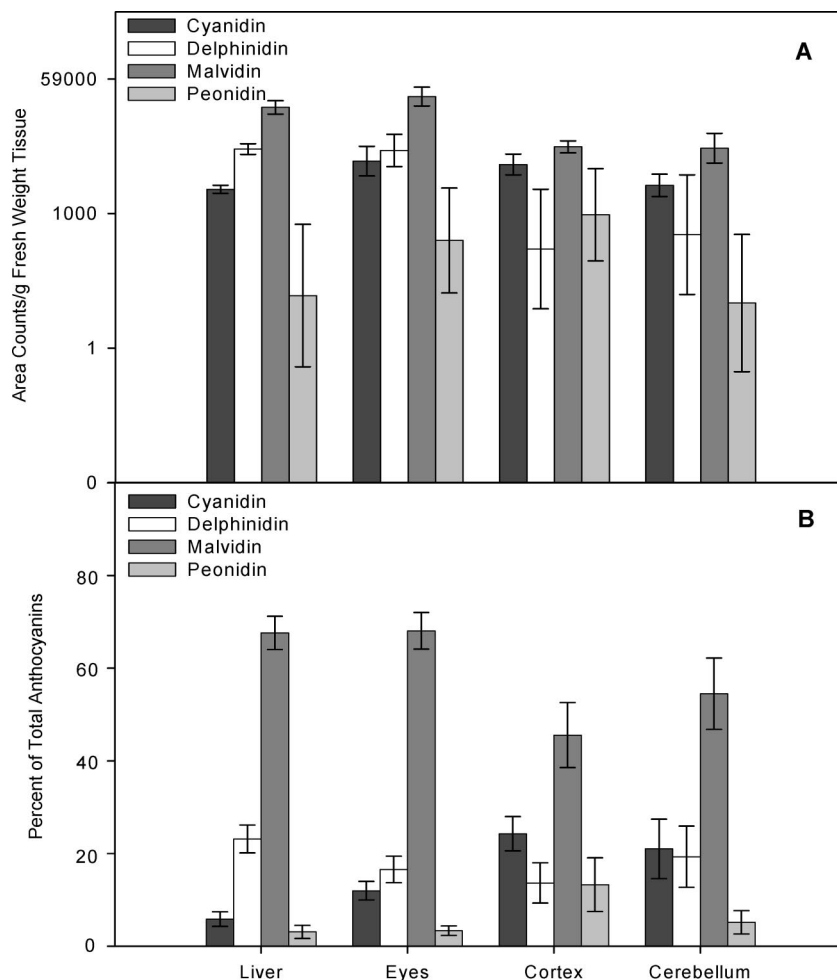 Cyanidin
Delphinidin
Malvidin
Peonidin
A
59000
1000
1
0
Area Counts/g Fresh Weight Tissue
Cyanidin
Delphinidin
Malvidin
Peonidin
B
80
60
40
20
0
Percent of Total Anthocyanins
Liver Eyes Cortex Cerebellum